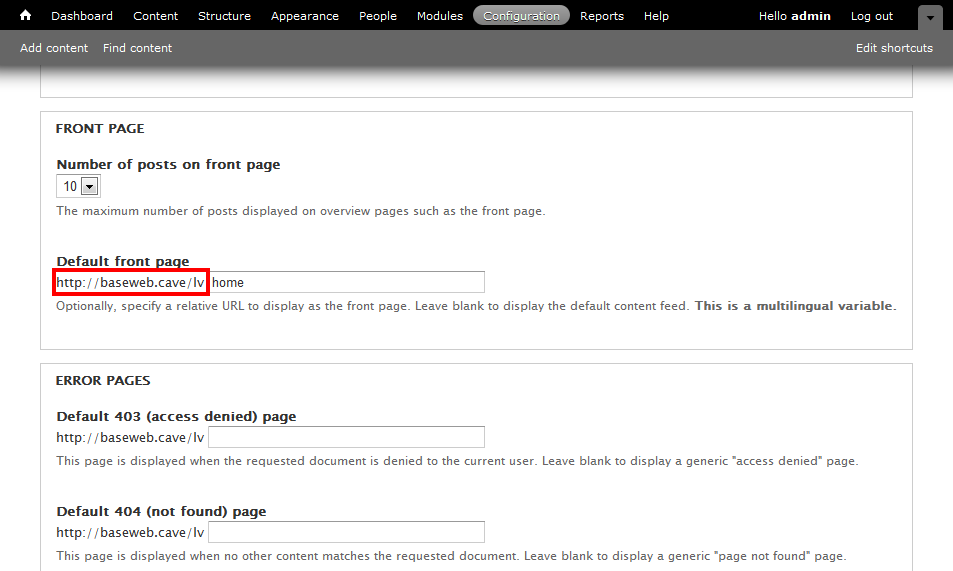 Dashboard Content Structure Appearance People Modules Configuration Reports Help Hello admin Log out
Add content Find content Edit shortcuts
FRONT PAGE
Number of posts on front page
10
The maximum number of posts displayed on overview pages such as the front page.
Default front page
http://baseweb.cave/lv home
Optionally, specify a relative URL to display as the front page. Leave blank to display the default content feed. This is a multilingual variable.
ERROR PAGES
Default 403 (access denied) page
http://baseweb.cave/lv
This page is displayed when the requested document is denied to the current user. Leave blank to display a generic "access denied" page.
Default 404 (not found) page
http://baseweb.cave/lv
This page is displayed when no other content matches the requested document. Leave blank to display a generic "page not found" page.